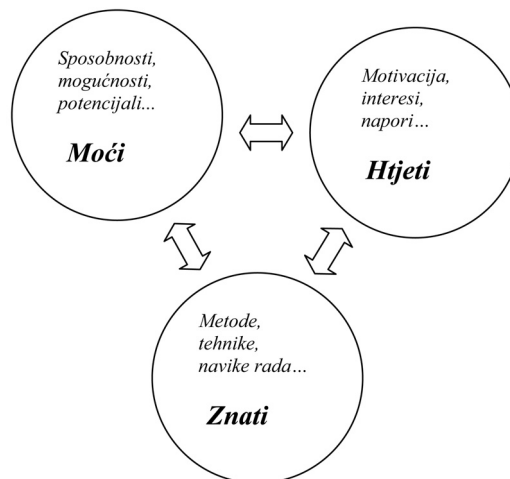 Sposobnosti,
mogućnosti,
potencijali...
Moći
Motivacija,
interesi,
napori...
Htjeti
Metode,
tehnike,
navike rada...
Znati